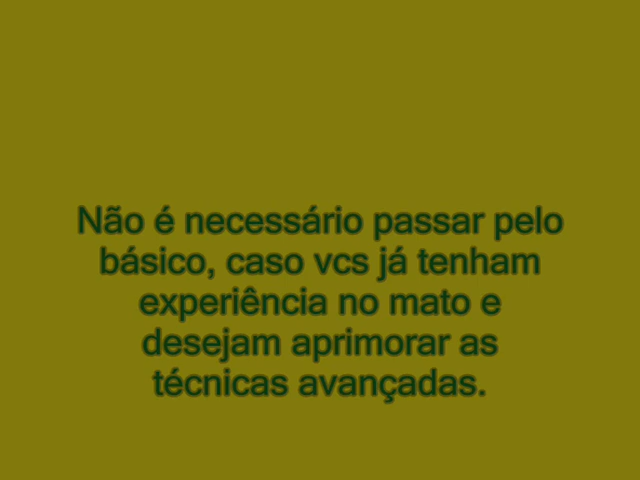 Não é necessário passar pelo
básico, caso vcs já tenham
experiência no mato e
desejam aprimorar as
técnicas avançadas.